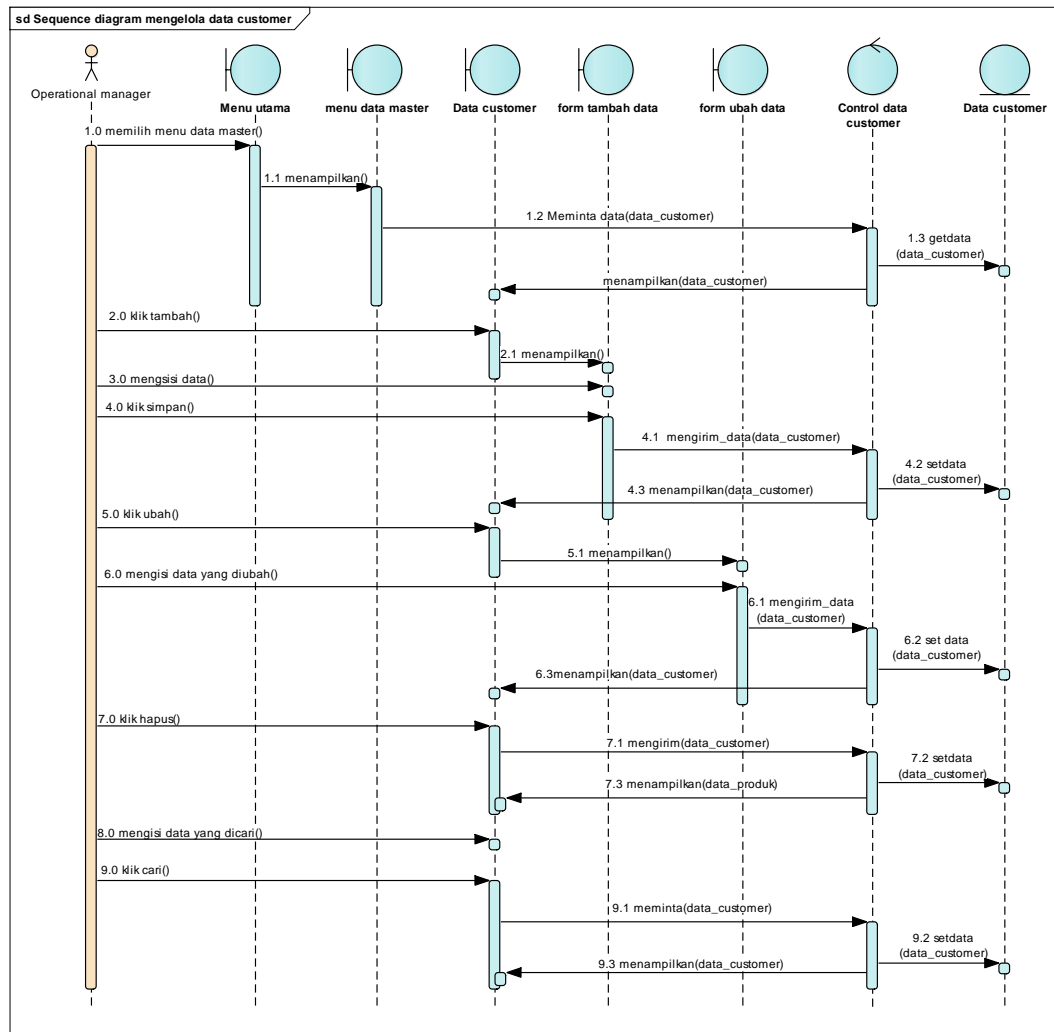 sd Sequence diagram mengelola data customer
Operational manager
Menu utama
menu data master
Data customer
form tambah data
form ubah data
Control data
customer
Data customer
1.0 memilih menu data master()
1.1 menampilkan()
1.2 Meminta data(data_customer)
1.3 getdata
(data_customer)
menampilkan(data_customer)
2.0 klik tambah()
2.1 menampilkan()
3.0 mengsisi data()
4.0 klik simpan()
4.1 mengirim_data(data_customer)
4.2 setdata
(data_customer)
4.3 menampilkan(data_customer)
5.0 klik ubah()
5.1 menampilkan()
6.0 mengisi data yang diubah()
6.1 mengirim_data
(data_customer)
6.2 set data
(data_customer)
6.3menampilkan(data_customer)
7.0 klik hapus()
7.1 mengirim(data_customer)
7.2 setdata
(data_customer)
7.3 menampilkan(data_produk)
8.0 mengisi data yang dicari()
9.0 klik cari()
9.1 meminta(data_customer)
9.2 setdata
(data_customer)
9.3 menampilkan(data_customer)